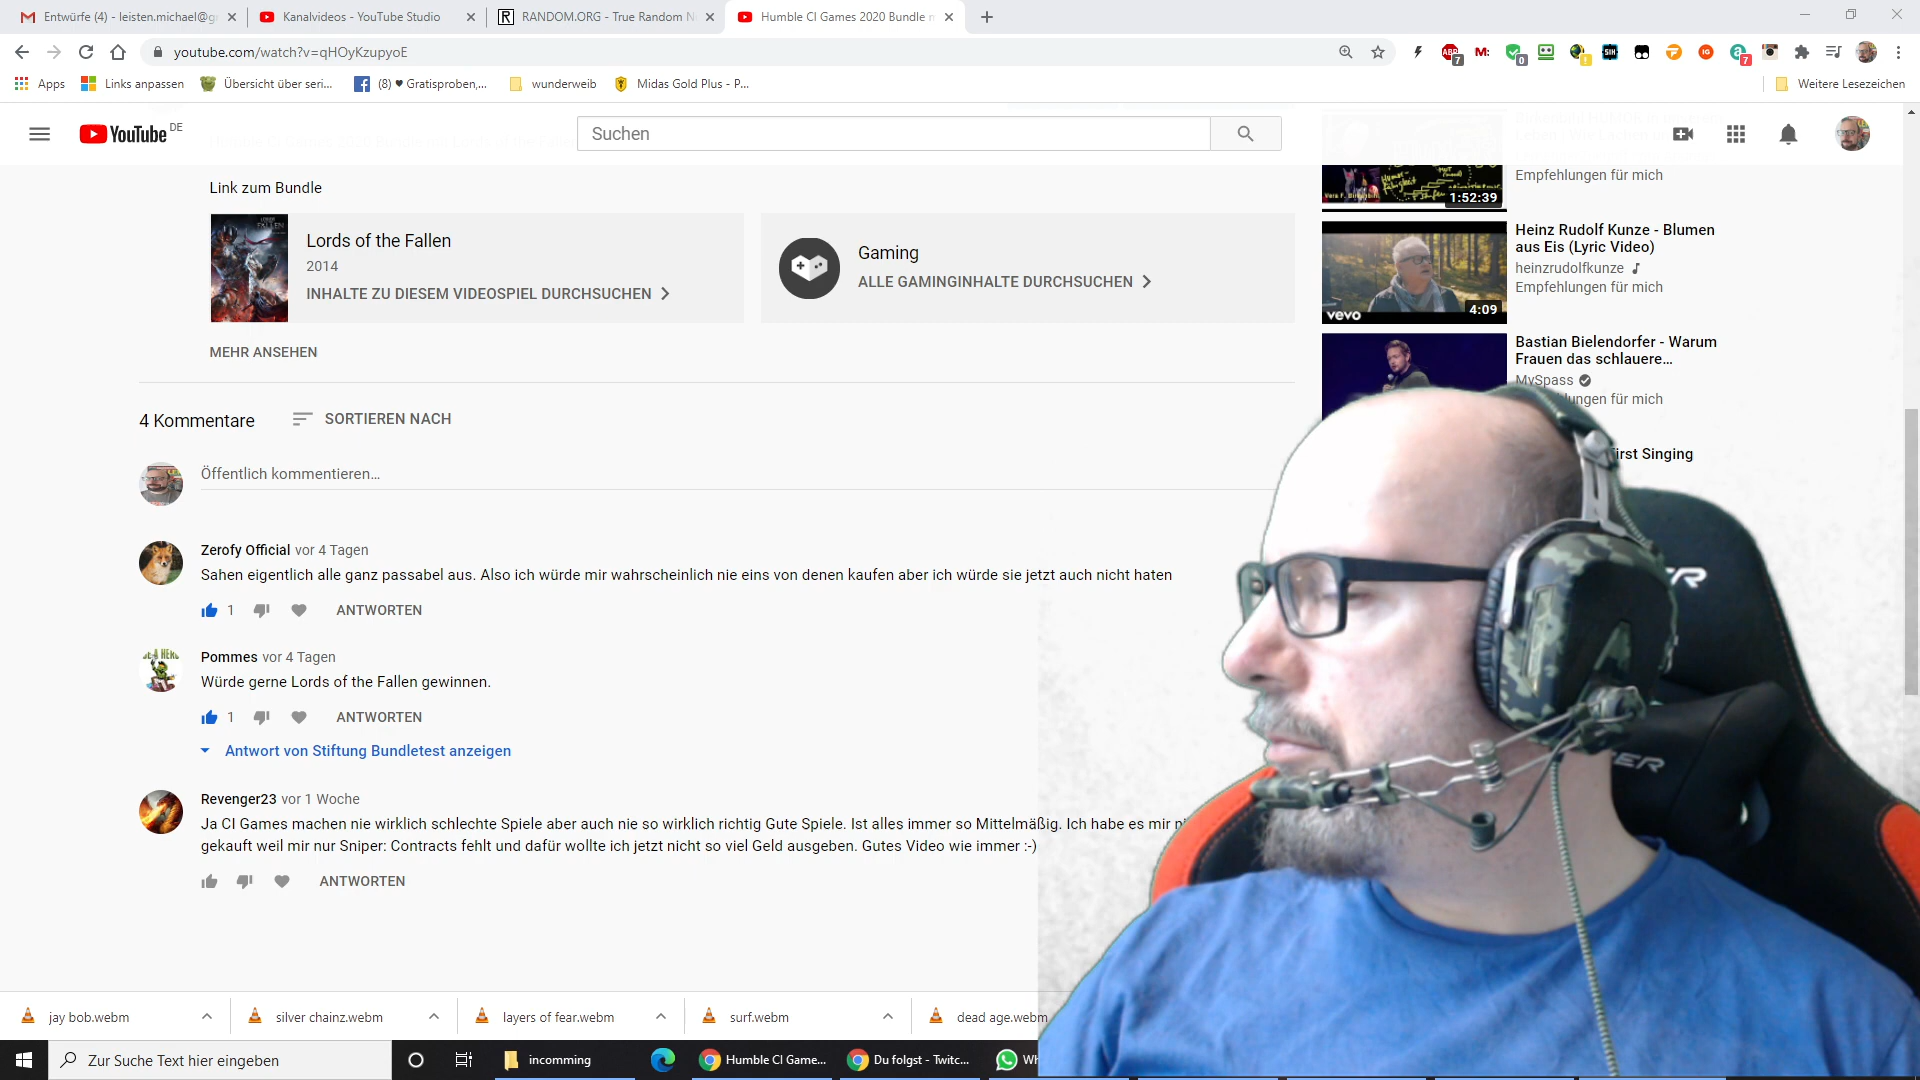 Entwürfe (4) - leisten.michael@g
Kanalvideos - YouTube Studio
RANDOM.ORG - True Random N
Humble CI Games 2020 Bundle
youtube.com/watch?v=qHOyKzupyoE
Apps
Links anpassen
Übersicht über seri...
(8) ♥ Gratisproben,...
wunderweib
Midas Gold Plus - P...
Weitere Lesezeichen
YouTube DE
Suchen
Link zum Bundle
Lords of the Fallen
2014
INHALTE ZU DIESEM VIDEOSPIEL DURCHSUCHEN
Gaming
ALLE GAMINGINHALTE DURCHSUCHEN
MEHR ANSEHEN
4 Kommentare
SORTIEREN NACH
Öffentlich kommentieren...
Zerofy Official vor 4 Tagen
Sahen eigentlich alle ganz passabel aus. Also ich würde mir wahrscheinlich nie eins von denen kaufen aber ich würde sie jetzt auch nicht haten
1
ANTWORTEN
Pommes vor 4 Tagen
Würde gerne Lords of the Fallen gewinnen.
1
ANTWORTEN
Antwort von Stiftung Bundletest anzeigen
Revenger23 vor 1 Woche
Ja CI Games machen nie wirklich schlechte Spiele aber auch nie so wirklich richtig Gute Spiele. Ist alles immer so Mittelmäßig. Ich habe es mir
gekauft weil mir nur Sniper: Contracts fehlt und dafür wollte ich jetzt nicht so viel Geld ausgeben. Gutes Video wie immer :-)
ANTWORTEN
1:52:39
Empfehlungen für mich
Heinz Rudolf Kunze - Blumen
aus Eis (Lyric Video)
heinzrudolfkunze
Empfehlungen für mich
vevo
4:09
Bastian Bielendorfer - Warum
Frauen das schlauere...
MySpass
ungen für mich
irst Singing
jay bob.webm
silver chainz.webm
layers of fear.webm
surf.webm
dead age.webm
Zur Suche Text hier eingeben
incomming
Humble CI Game...
Du folgst - Twitc...
Wh